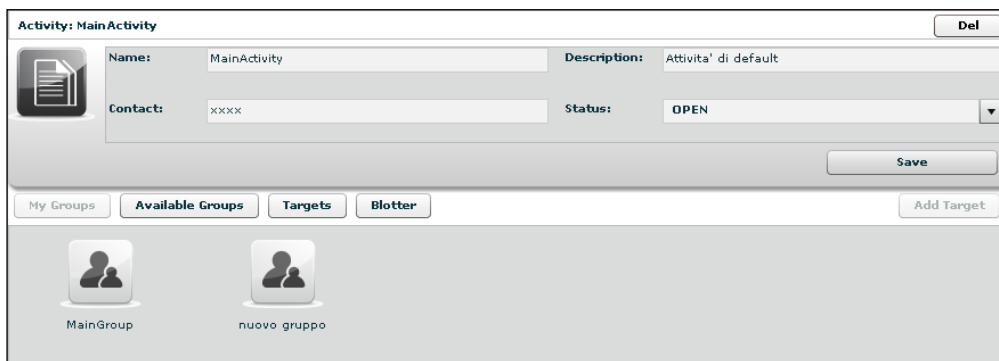 Activity: MainActivity
Del
Name: MainActivity Description: Attivita' di default
Contact: xxxx Status: OPEN
Save
My Groups Available Groups Targets Blotter Add Target
MainGroup nuovo gruppo